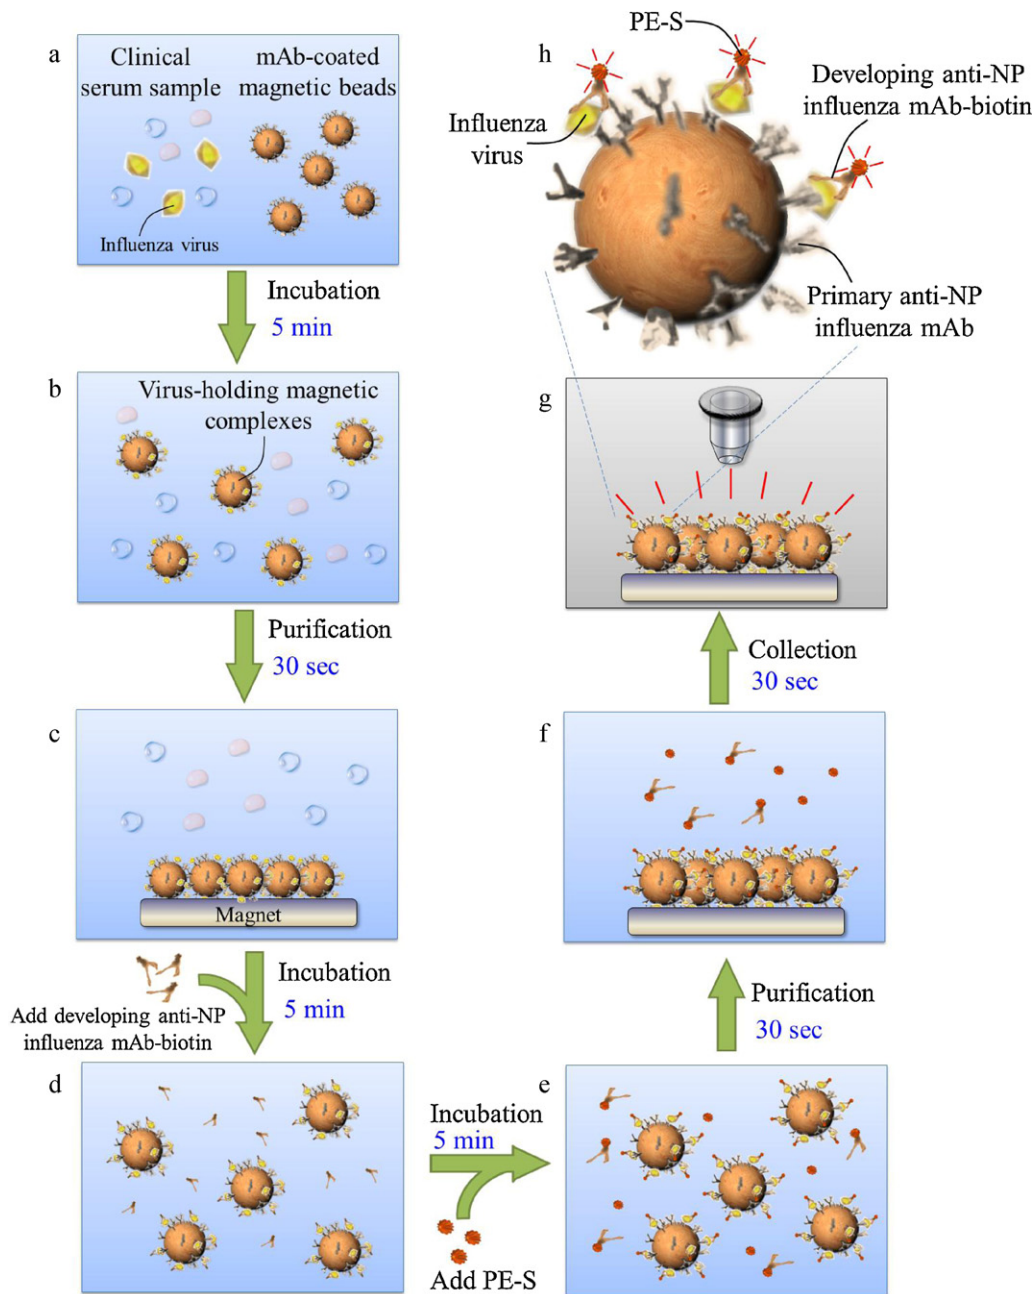 a
Clinical
serum sample
mAb-coated
magnetic beads
Influenza virus
Incubation
5 min
b
Virus-holding magnetic
complexes
Purification
30 sec
c
Magnet
Incubation
5 min
Add developing anti-NP
influenza mAb-biotin
d
Incubation
5 min
Add PE-S
e
Purification
30 sec
f
Collection
30 sec
g
h
PE-S
Developing anti-NP
influenza mAb-biotin
Influenza
virus
Primary anti-NP
influenza mAb